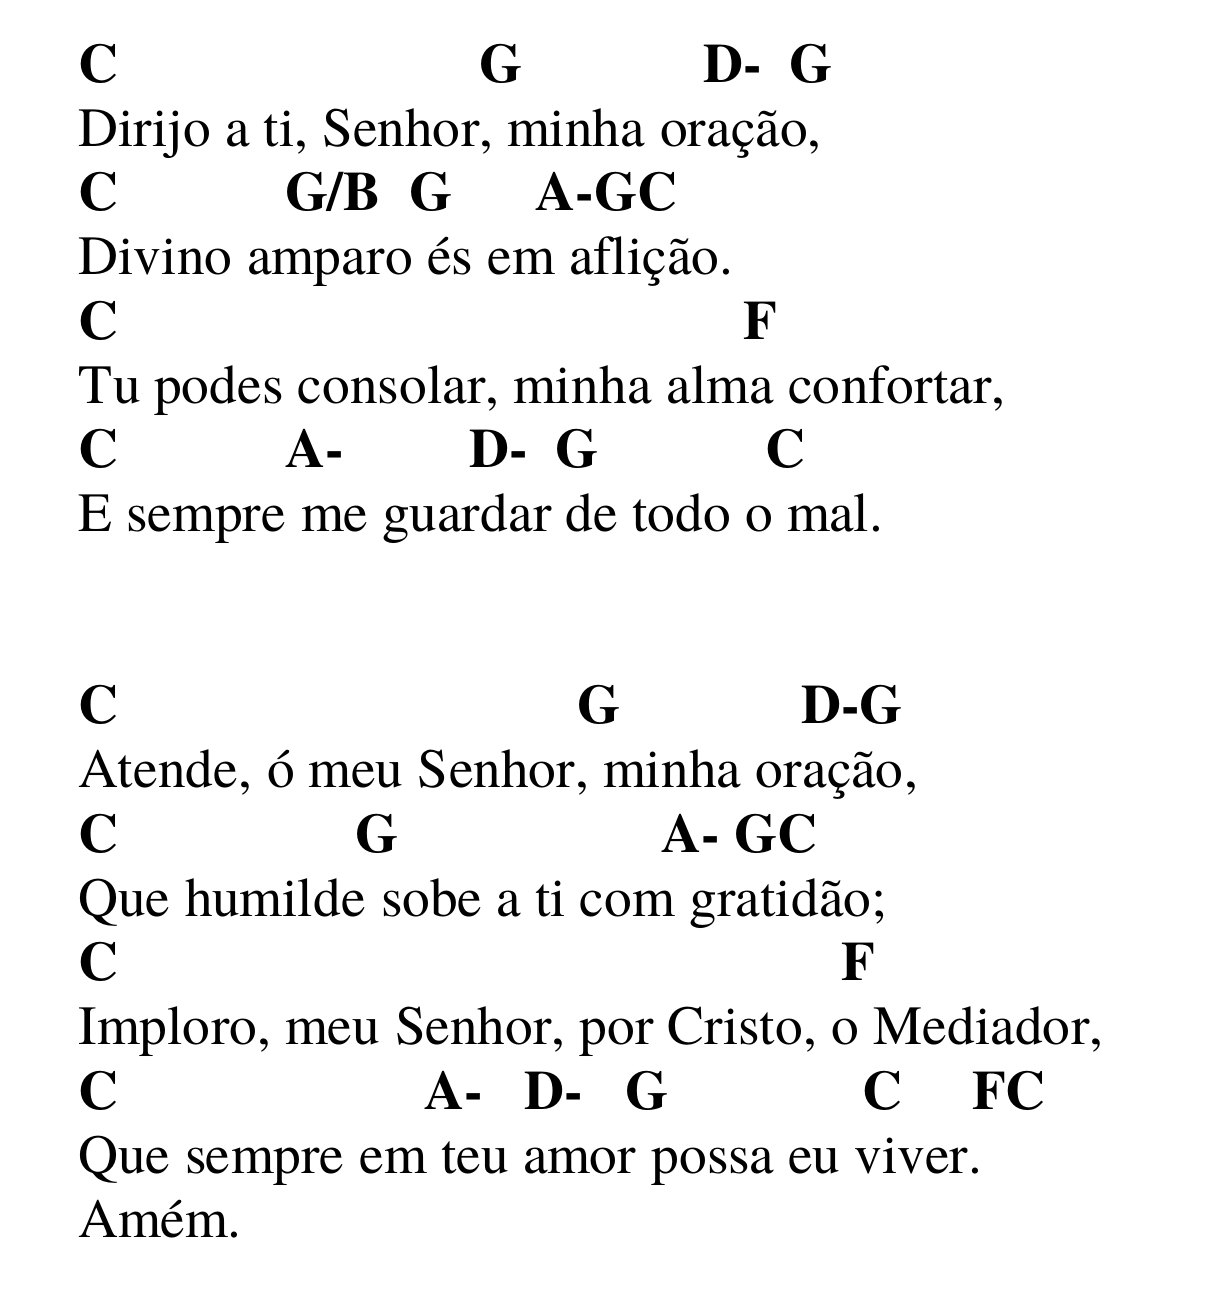 C G D- G
Dirijo a ti, Senhor, minha oração,
C G/B G A-GC
Divino amparo és em aflição.
C F
Tu podes consolar, minha alma confortar,
C A- D- G C
E sempre me guardar de todo o mal.
C G D-G
Atende, ó meu Senhor, minha oração,
C G A- GC
Que humilde sobe a ti com gratidão;
C F
Imploro, meu Senhor, por Cristo, o Mediador,
C A- D- G C FC
Que sempre em teu amor possa eu viver.
Amém.